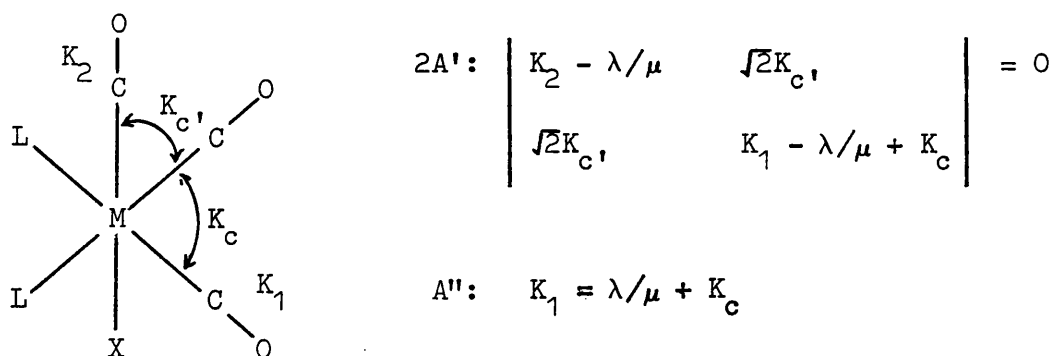 O
K₂
C
O
K_c'
C
L
M
K_c
L
C
K₁
X
O
2A': | K₂ - λ/μ √2K_c' | = 0
| √2K_c' K₁ - λ/μ + K_c |
A": K₁ = λ/μ + K_c